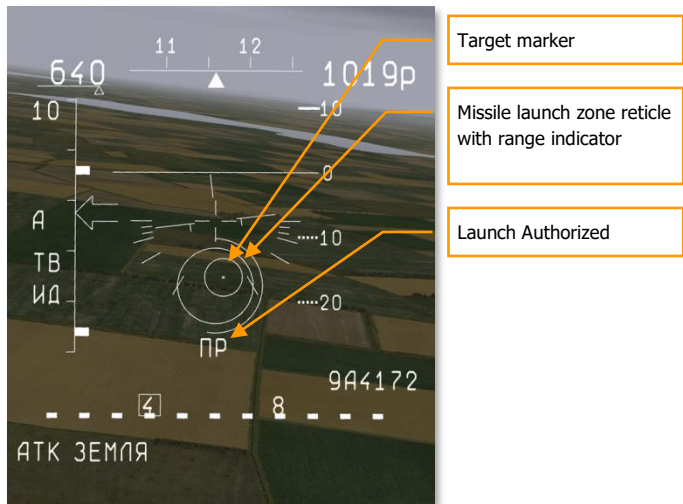 11 12
640 1019р
10 10
0
А
10
ТВ
ИД
20
ПР
9А4172
4 8
АТК ЗЕМЛЯ
Target marker
Missile launch zone reticle
with range indicator
Launch Authorized